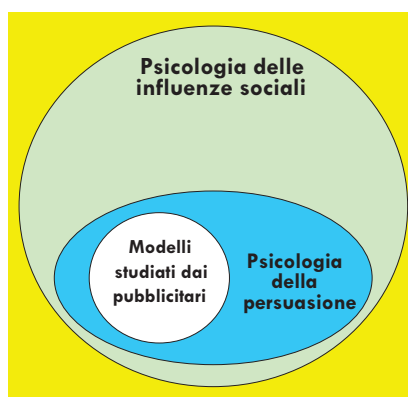 Psicologia delle
influenze sociali
Modelli
studiati dai
pubblicitari
Psicologia
della
persuasione